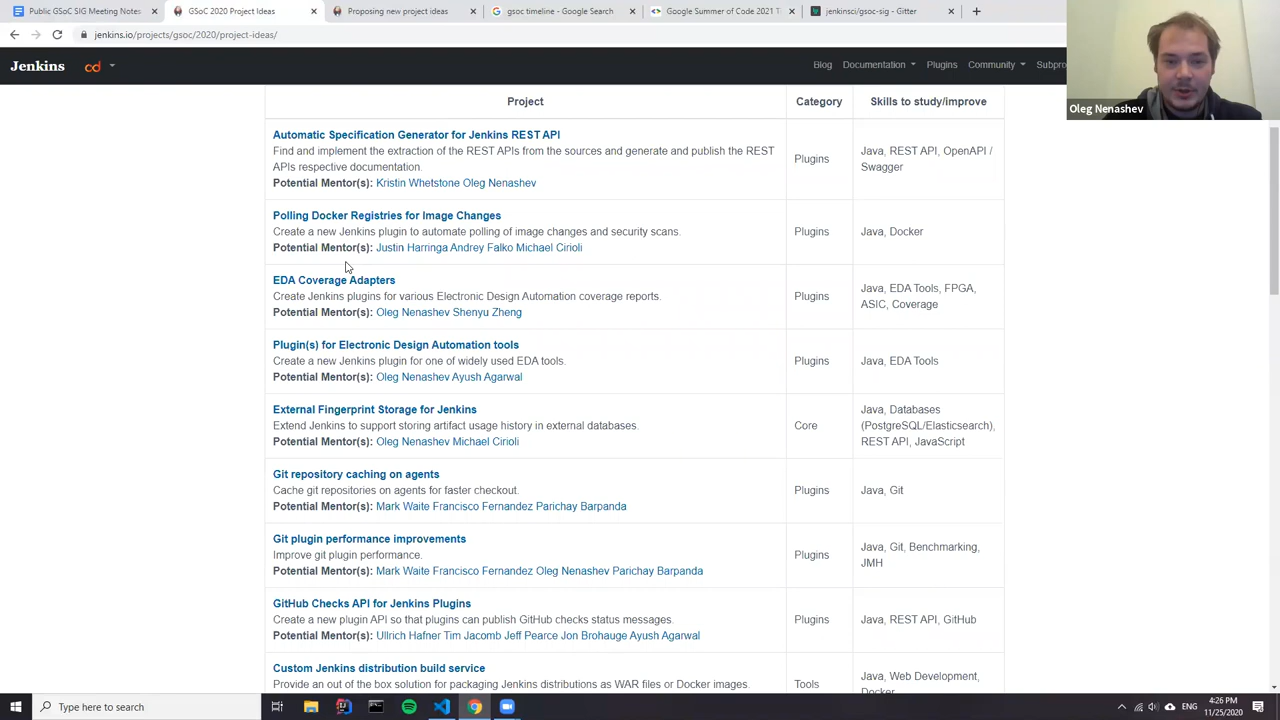 Public GSoC SIG Meeting Notes
GSoC 2020 Project Ideas
Proposing new project ideas
gsoc timeline - Google Search
Google Summer of Code 2021 T
jenkinsci/gsoc-sig - Gitter
jenkins.io/projects/gsoc/2020/project-ideas/
Jenkins
cd
Blog
Documentation
Plugins
Community
Subpro
Oleg Nenashev
Project
Category
Skills to study/improve
Automatic Specification Generator for Jenkins REST API
Find and implement the extraction of the REST APIs from the sources and generate and publish the REST
APIs respective documentation.
Potential Mentor(s): Kristin Whetstone Oleg Nenashev
Plugins
Java, REST API, OpenAPI /
Swagger
Polling Docker Registries for Image Changes
Create a new Jenkins plugin to automate polling of image changes and security scans.
Potential Mentor(s): Justin Harringa Andrey Falko Michael Cirioli
Plugins
Java, Docker
EDA Coverage Adapters
Create Jenkins plugins for various Electronic Design Automation coverage reports.
Potential Mentor(s): Oleg Nenashev Shenyu Zheng
Plugins
Java, EDA Tools, FPGA,
ASIC, Coverage
Plugin(s) for Electronic Design Automation tools
Create a new Jenkins plugin for one of widely used EDA tools.
Potential Mentor(s): Oleg Nenashev Ayush Agarwal
Plugins
Java, EDA Tools
External Fingerprint Storage for Jenkins
Extend Jenkins to support storing artifact usage history in external databases.
Potential Mentor(s): Oleg Nenashev Michael Cirioli
Core
Java, Databases
(PostgreSQL/Elasticsearch),
REST API, JavaScript
Git repository caching on agents
Cache git repositories on agents for faster checkout.
Potential Mentor(s): Mark Waite Francisco Fernandez Parichay Barpanda
Plugins
Java, Git
Git plugin performance improvements
Improve git plugin performance.
Potential Mentor(s): Mark Waite Francisco Fernandez Oleg Nenashev Parichay Barpanda
Plugins
Java, Git, Benchmarking,
JMH
GitHub Checks API for Jenkins Plugins
Create a new plugin API so that plugins can publish GitHub checks status messages.
Potential Mentor(s): Ullrich Hafner Tim Jacomb Jeff Pearce Jon Brohauge Ayush Agarwal
Plugins
Java, REST API, GitHub
Custom Jenkins distribution build service
Provide an out of the box solution for packaging Jenkins distributions as WAR files or Docker images.
Tools
Java, Web Development,
Docker
Type here to search
ENG
4:26 PM
11/25/2020